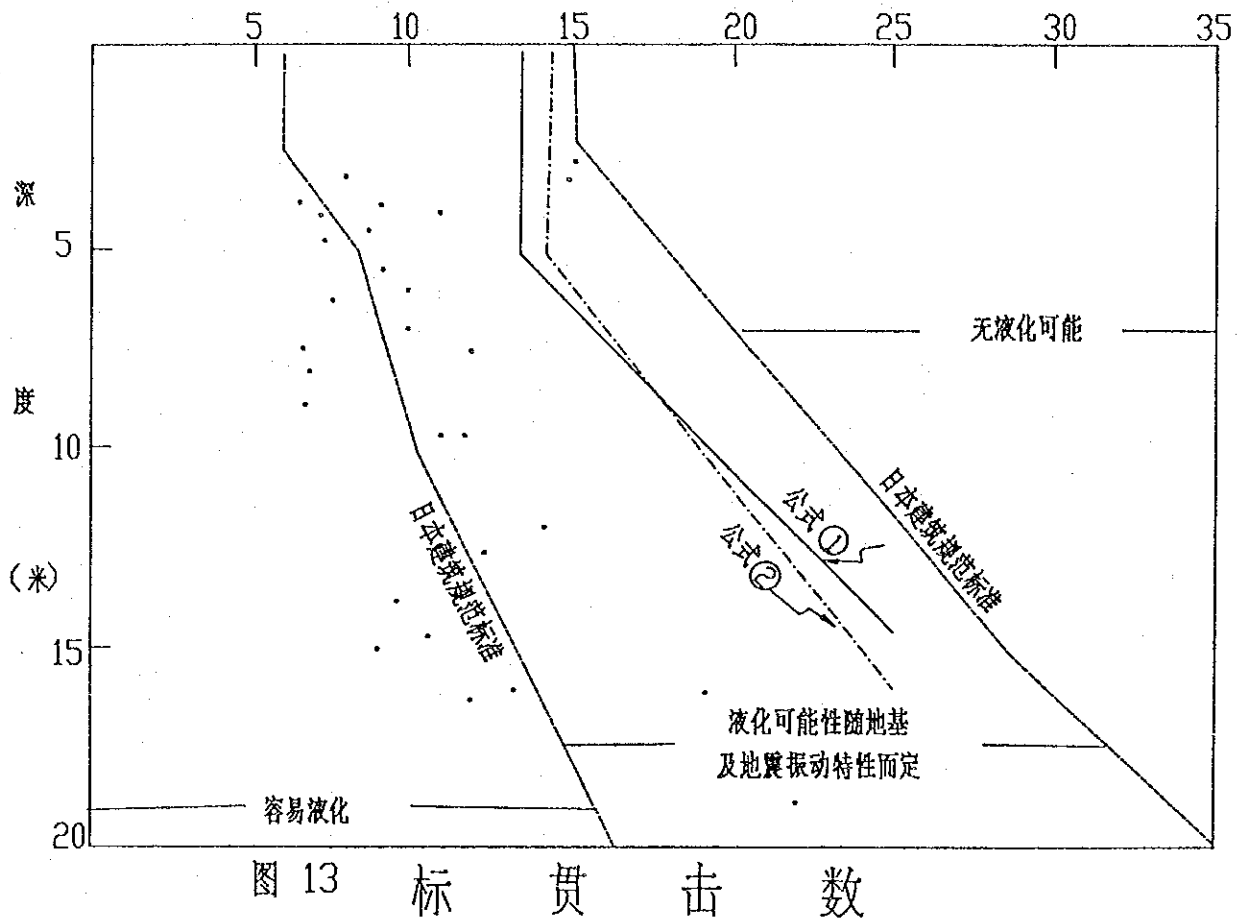 5 10 15 20 25 30 35
深
度
(米)
5
10
15
20
无液化可能
公式①
公式②
日本建筑规范标准
日本建筑规范标准
液化可能性随地基
及地震振动特性而定
容易液化
图 13 标贯击数